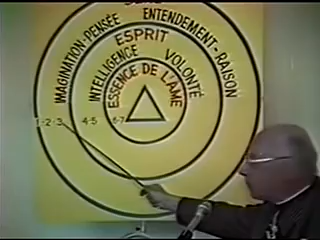 IMAGINATION-PENSÉE ENTENDEMENT-RAISON
ESPRIT
INTELLIGENCE VOLONTÉ
ESSENCE DE L'ÂME
1-2-3 4-5 6-7